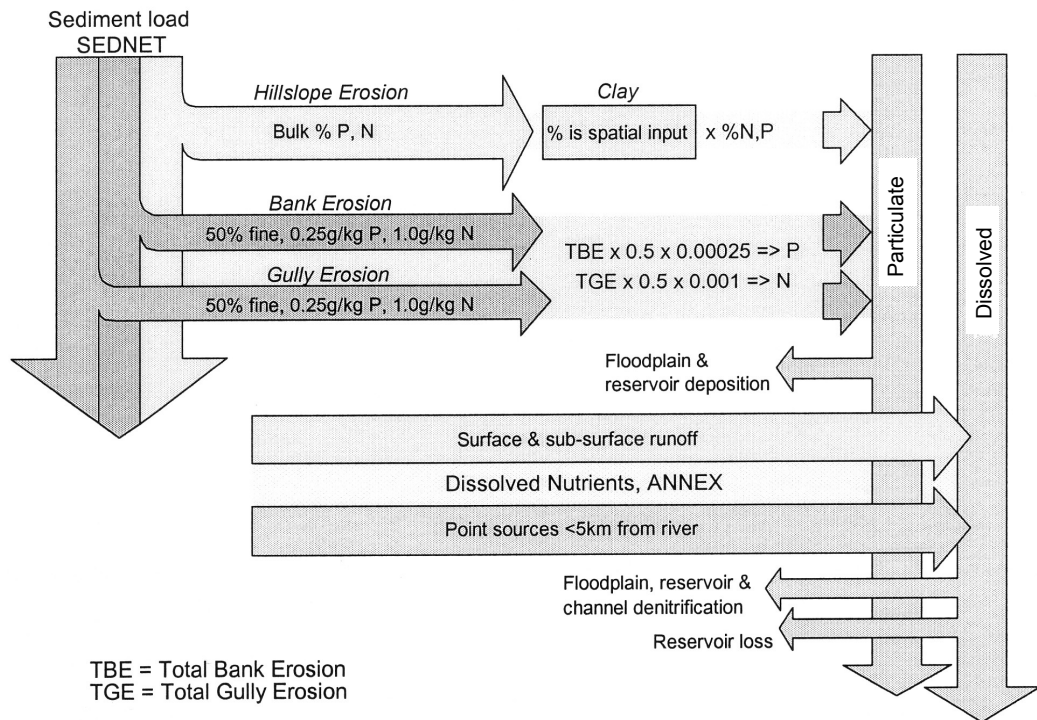 Sediment load
SEDNET
Hillslope Erosion
Bulk % P, N
Clay
% is spatial input
x %N,P
Bank Erosion
50% fine, 0.25g/kg P, 1.0g/kg N
Gully Erosion
50% fine, 0.25g/kg P, 1.0g/kg N
TBE x 0.5 x 0.00025 => P
TGE x 0.5 x 0.001 => N
Particulate
Dissolved
Floodplain &
reservoir deposition
Surface & sub-surface runoff
Dissolved Nutrients, ANNEX
Point sources <5km from river
Floodplain, reservoir &
channel denitrification
Reservoir loss
TBE = Total Bank Erosion
TGE = Total Gully Erosion